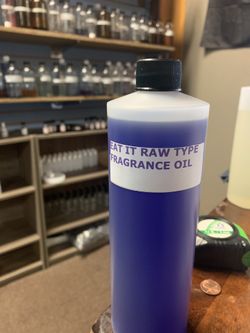 EAT IT RAW TYPE
FRAGRANCE OIL